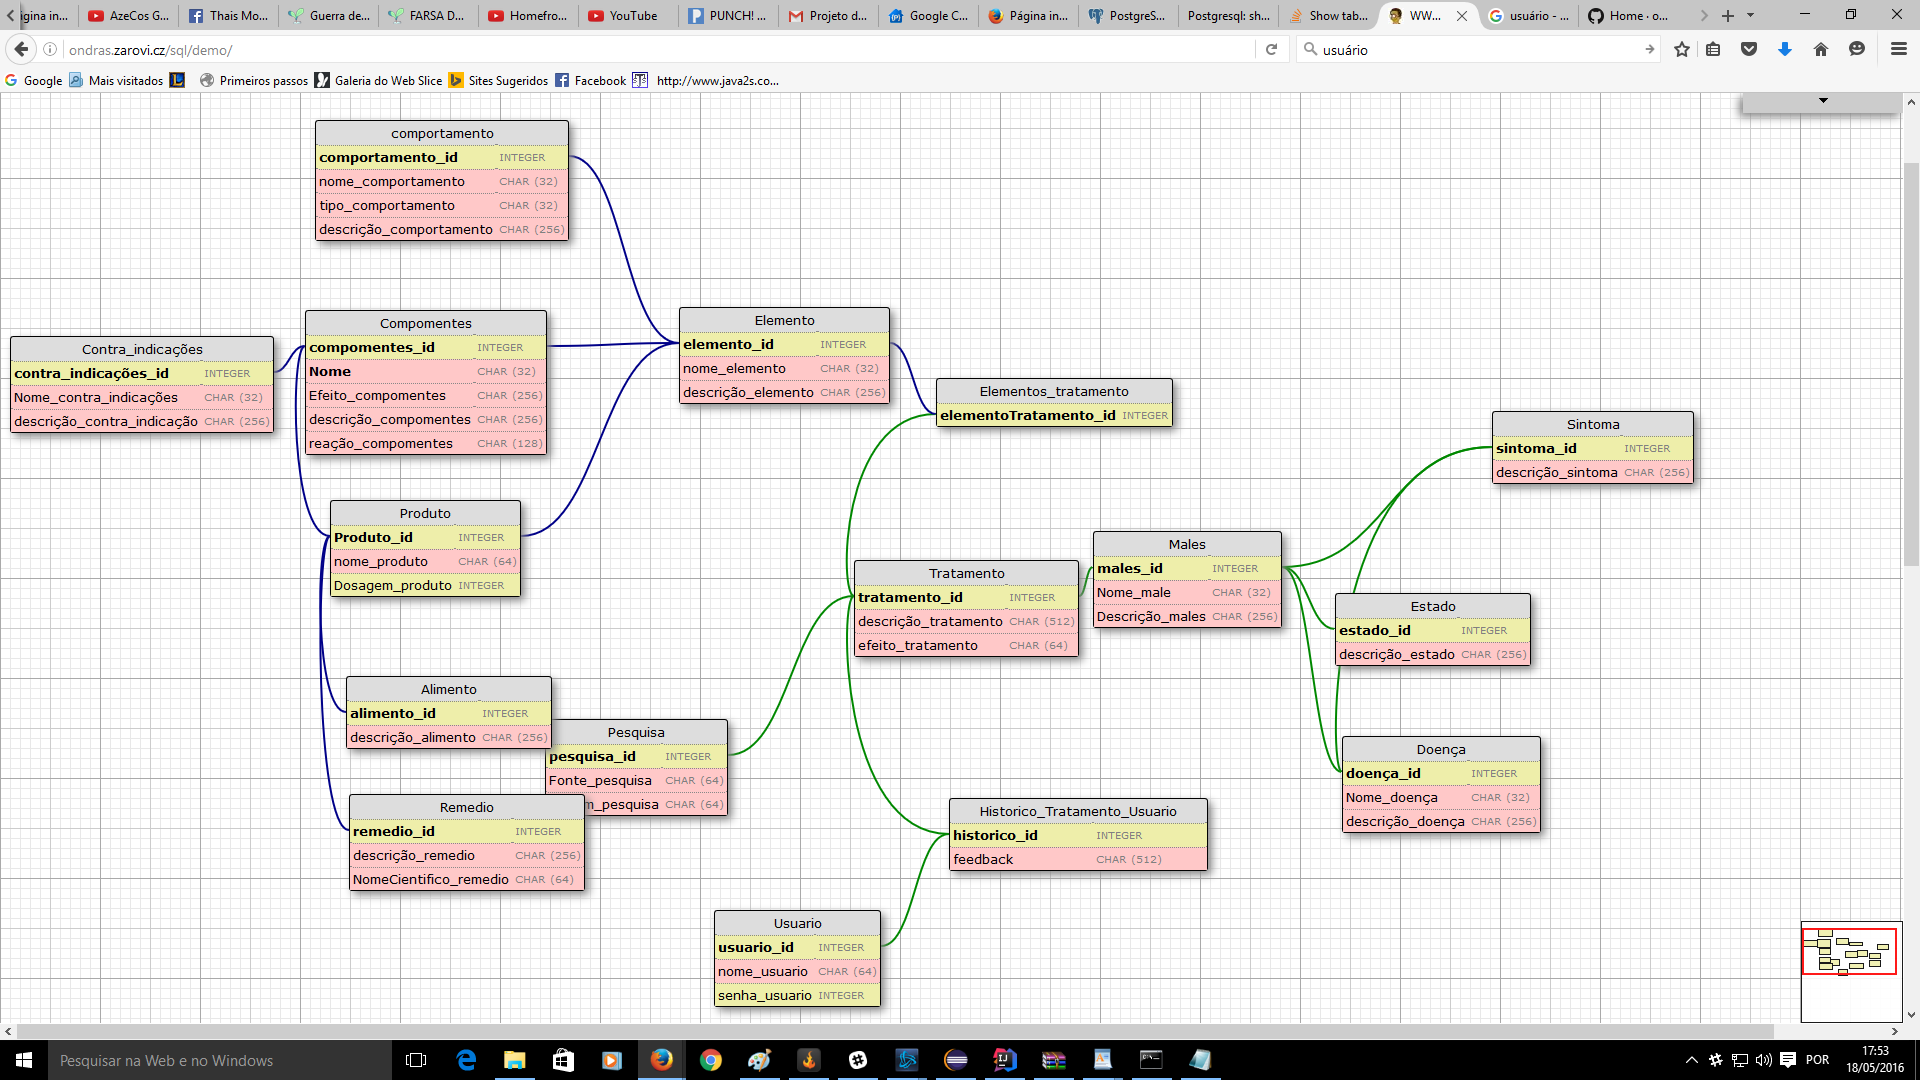 igina in...
AzeCos G...
Thais Mo...
Guerra de...
FARSA D...
Homefro...
YouTube
PUNCH! ...
Projeto d...
Google C...
Página in...
PostgreS...
Postgresql: sh...
Show tab...
WW...
usuário - ...
Home · o...
ondras.zarovi.cz/sql/demo/
usuário
Google
Mais visitados
Primeiros passos
Galeria do Web Slice
Sites Sugeridos
Facebook
http://www.java2s.co...
comportamento
comportamento_id INTEGER
nome_comportamento CHAR (32)
tipo_comportamento CHAR (32)
descrição_comportamento CHAR (256)
Contra_indicações
contra_indicações_id INTEGER
Nome_contra_indicações CHAR (32)
descrição_contra_indicação CHAR (256)
Compomentes
compomentes_id INTEGER
Nome CHAR (32)
Efeito_compomentes CHAR (256)
descrição_compomentes CHAR (256)
reação_compomentes CHAR (128)
Elemento
elemento_id INTEGER
nome_elemento CHAR (32)
descrição_elemento CHAR (256)
Elementos_tratamento
elementoTratamento_id INTEGER
Sintoma
sintoma_id INTEGER
descrição_sintoma CHAR (256)
Produto
Produto_id INTEGER
nome_produto CHAR (64)
Dosagem_produto INTEGER
Tratamento
tratamento_id INTEGER
descrição_tratamento CHAR (512)
efeito_tratamento CHAR (64)
Males
males_id INTEGER
Nome_male CHAR (32)
Descrição_males CHAR (256)
Estado
estado_id INTEGER
descrição_estado CHAR (256)
Alimento
alimento_id INTEGER
descrição_alimento CHAR (256)
Pesquisa
pesquisa_id INTEGER
Fonte_pesquisa CHAR (64)
m_pesquisa CHAR (64)
Doença
doença_id INTEGER
Nome_doença CHAR (32)
descrição_doença CHAR (256)
Remedio
remedio_id INTEGER
descrição_remedio CHAR (256)
NomeCientifico_remedio CHAR (64)
Historico_Tratamento_Usuario
historico_id INTEGER
feedback CHAR (512)
Usuario
usuario_id INTEGER
nome_usuario CHAR (64)
senha_usuario INTEGER
Pesquisar na Web e no Windows
POR
17:53
18/05/2016